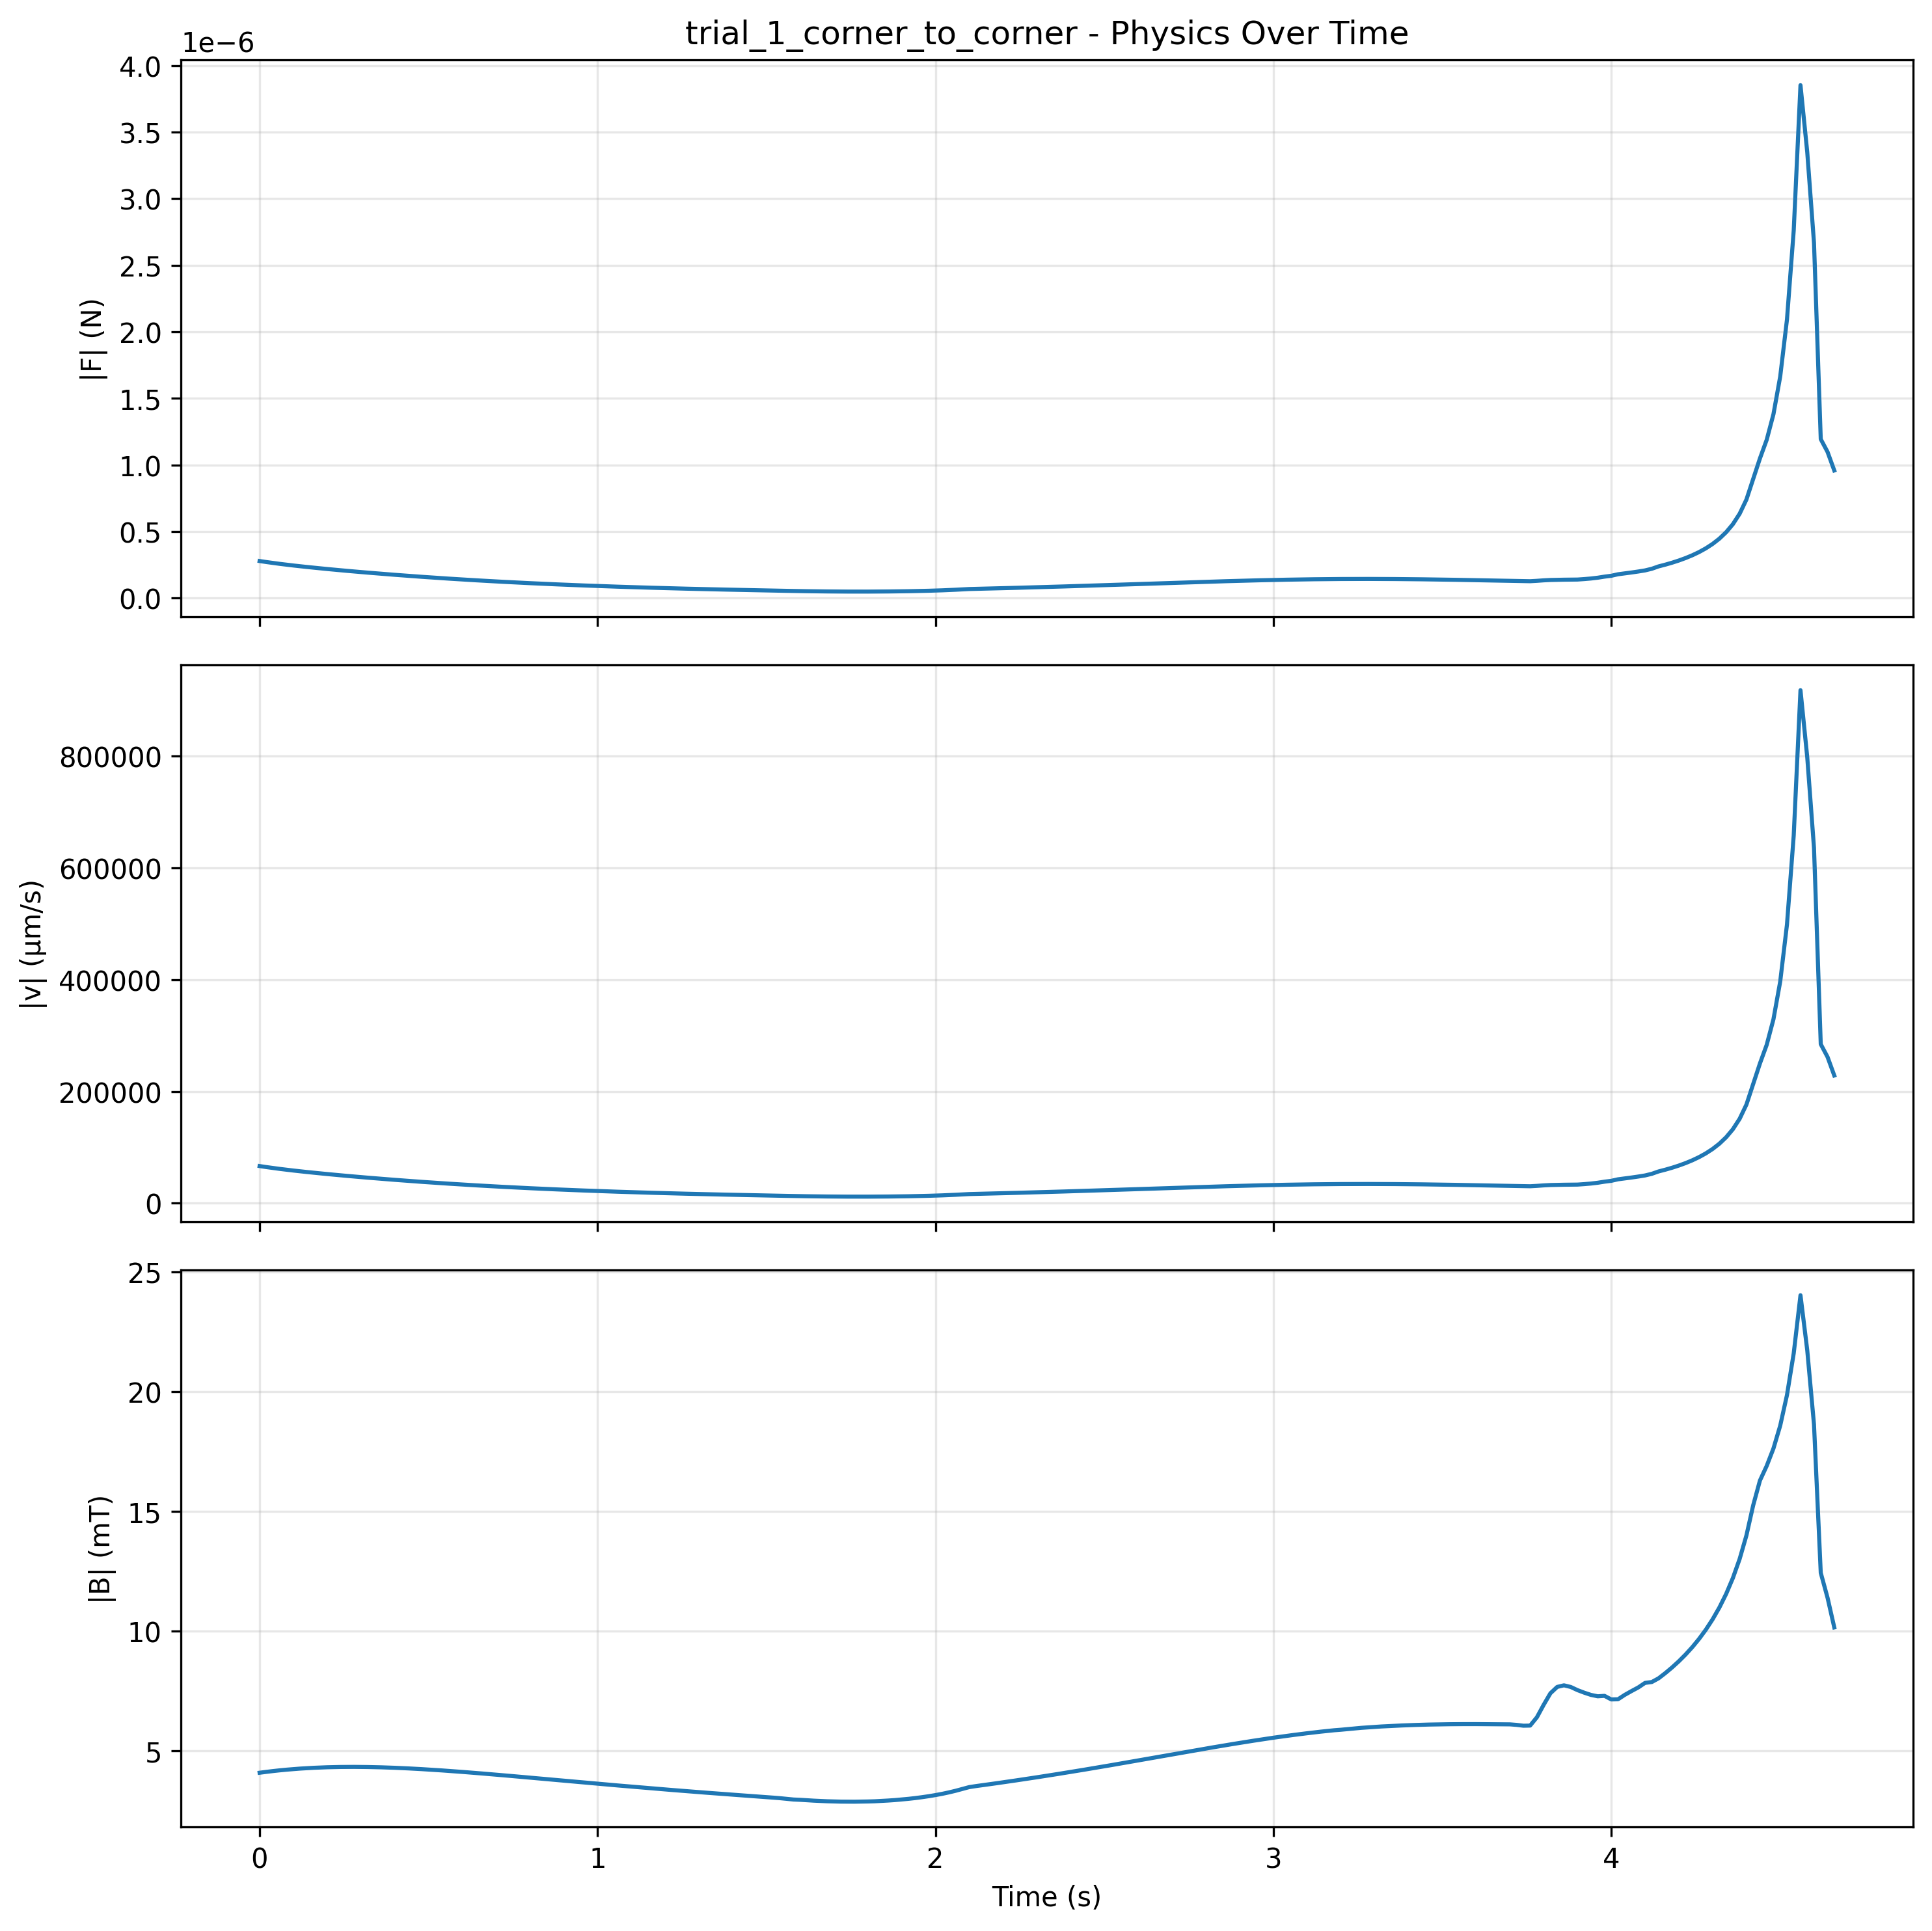 trial_1_corner_to_corner - Physics Over Time
1e−6
4.0
3.5
3.0
2.5
2.0
1.5
1.0
0.5
0.0
|F| (N)
800000
600000
400000
200000
0
|v| (µm/s)
25
20
15
10
5
|B| (mT)
0 1 2 3 4
Time (s)